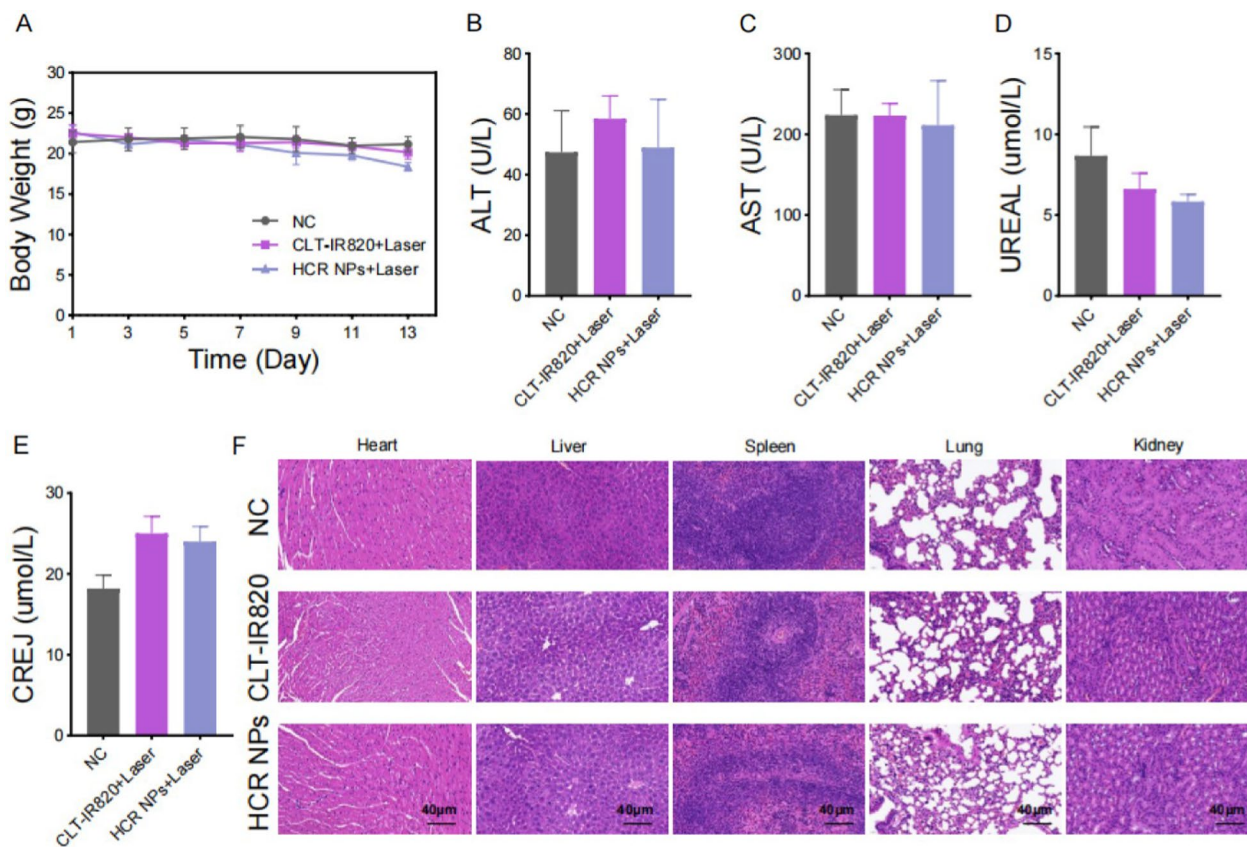 A
Body Weight (g)
30
25
20
15
10
5
0
NC
CLT-IR820+Laser
HCR NPs+Laser
1 3 5 7 9 11 13
Time (Day)
B
ALT (U/L)
80
60
40
20
0
NC
CLT-IR820+Laser
HCR NPs+Laser
C
AST (U/L)
300
200
100
0
NC
CLT-IR820+Laser
HCR NPs+Laser
D
UREAL (umol/L)
15
10
5
0
NC
CLT-IR820+Laser
HCR NPs+Laser
E
CREJ (umol/L)
30
20
10
0
NC
CLT-IR820+Laser
HCR NPs+Laser
F
Heart Liver Spleen Lung Kidney
NC
CLT-IR820
HCR NPs
40μm 40μm 40μm 40μm 40μm